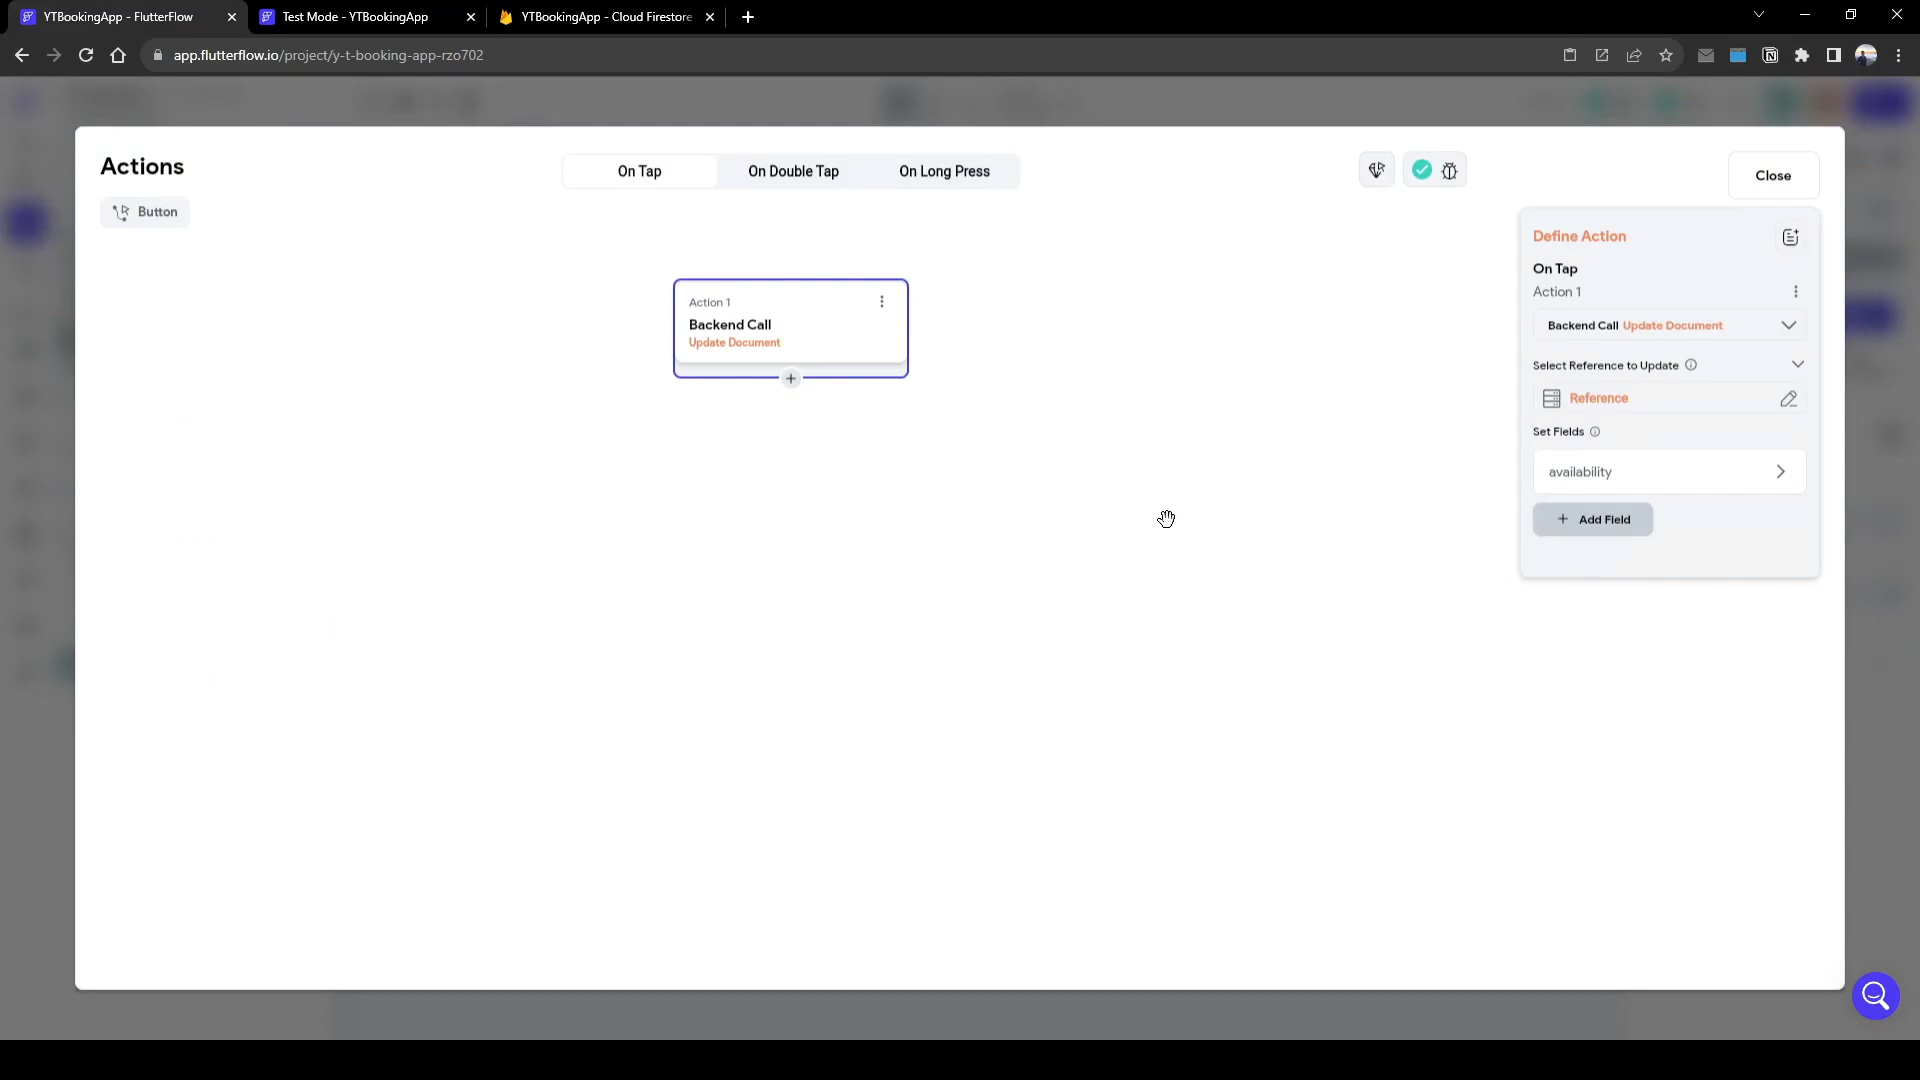 YTBookingApp - FlutterFlow
Test Mode - YTBookingApp
YTBookingApp - Cloud Firestore
app.flutterflow.io/project/y-t-booking-app-rzo702
Actions
On Tap
On Double Tap
On Long Press
Close
Button
Define Action
On Tap
Action 1
Backend Call Update Document
Select Reference to Update
Reference
Set Fields
availability
Add Field
Action 1
Backend Call
Update Document